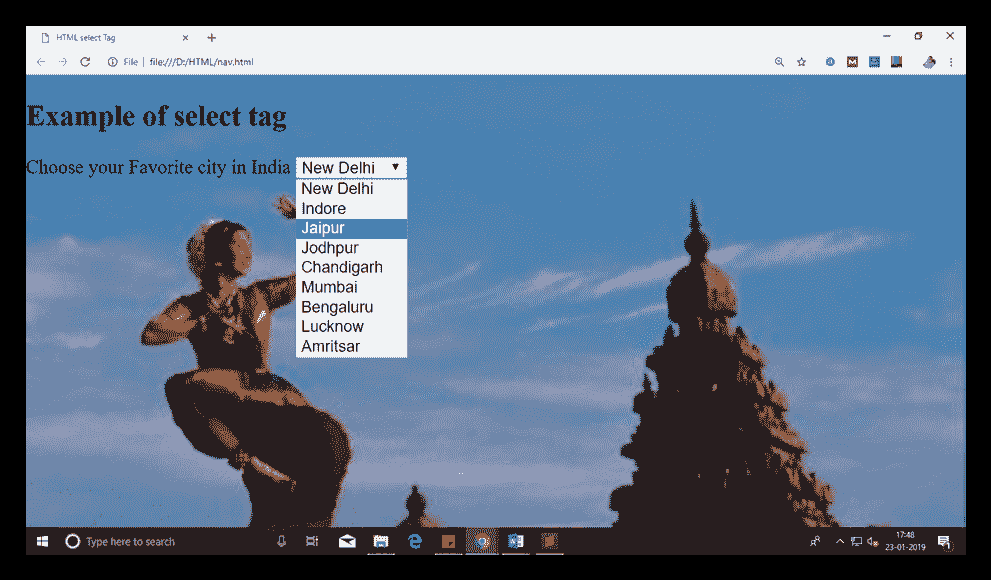 HTML select Tag
File | file:///D:/HTML/nav.html
Example of select tag
Choose your Favorite city in India New Delhi
New Delhi
Indore
Jaipur
Jodhpur
Chandigarh
Mumbai
Bengaluru
Lucknow
Amritsar
Type here to search
17:48
23-01-2019